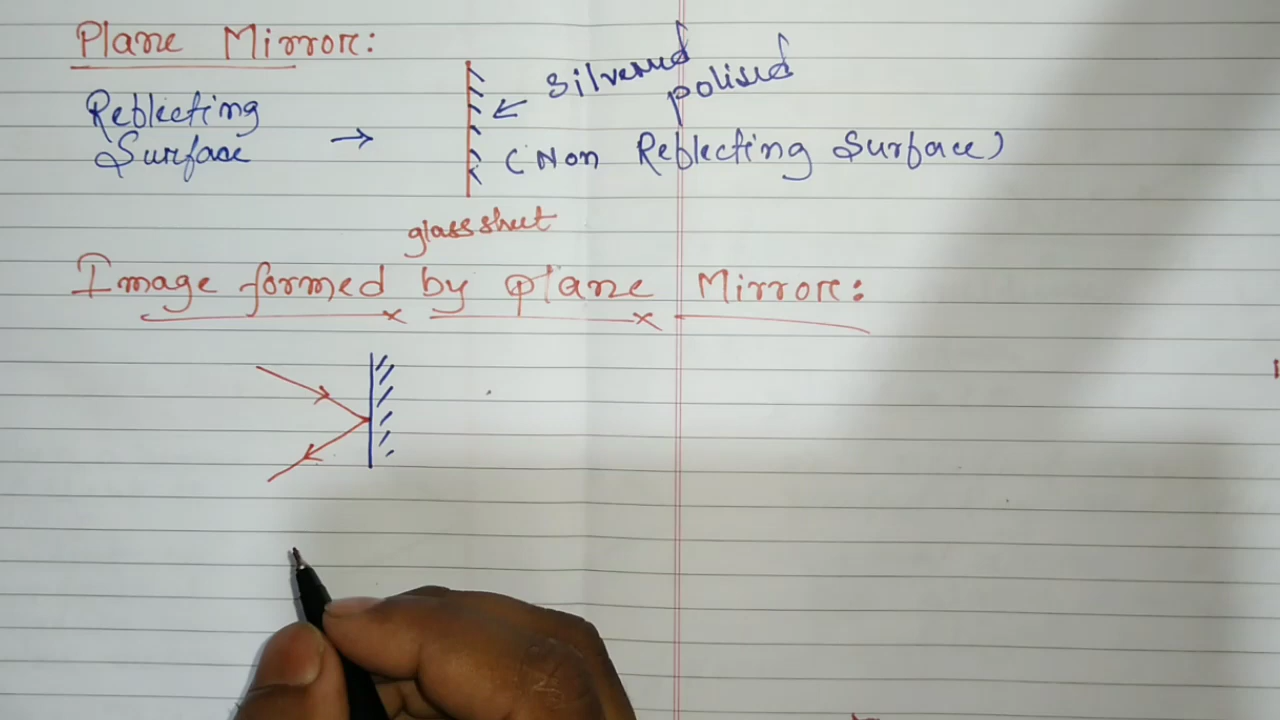 Plane Mirror:
Reflecting
Surface
Silvered
polised
(Non Reflecting Surface)
glass sheet
Image formed by plane Mirror: